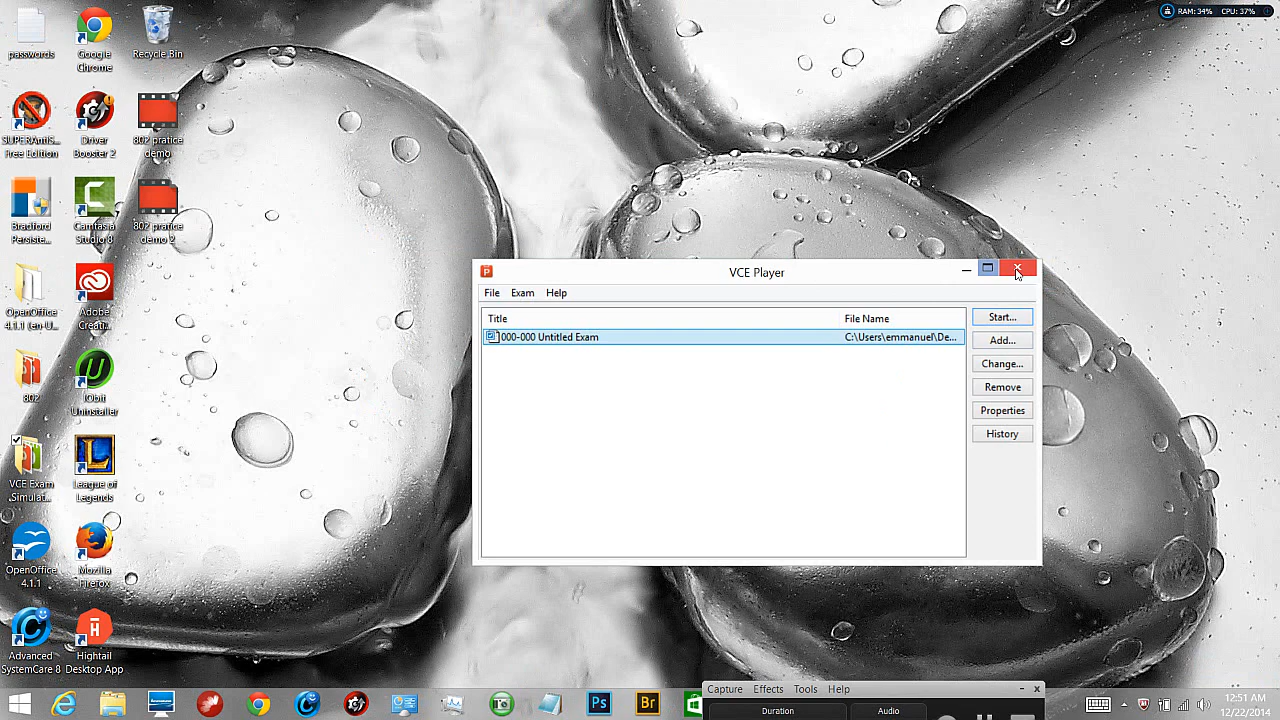 RAM: 34% CPU: 37%
passwords
Google
Chrome
Recycle Bin
SUPERAntiS...
Free Edition
Driver
Booster 2
802 pratice
demo
Bradford
Persiste...
Camtasia
Studio 8
802 pratice
demo 2
OpenOffice
4.1.1 (en-U...
Adobe
Creati...
802
IObit
Uninstaller
VCE Exam
Simulat...
League of
Legends
OpenOffice
4.1.1
Mozilla
Firefox
Advanced
SystemCare 8
Hightail
Desktop App
VCE Player
File Exam Help
Title File Name
000-000 Untitled Exam C:\Users\emmanuel\De...
Start...
Add...
Change...
Remove
Properties
History
Capture Effects Tools Help
Duration Audio
Ps
Br
12:51 AM
12/22/2014